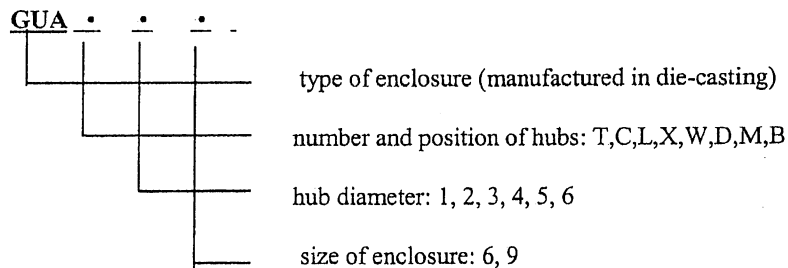 GUA . . . -
type of enclosure (manufactured in die-casting)
number and position of hubs: T,C,L,X,W,D,M,B
hub diameter: 1, 2, 3, 4, 5, 6
size of enclosure: 6, 9